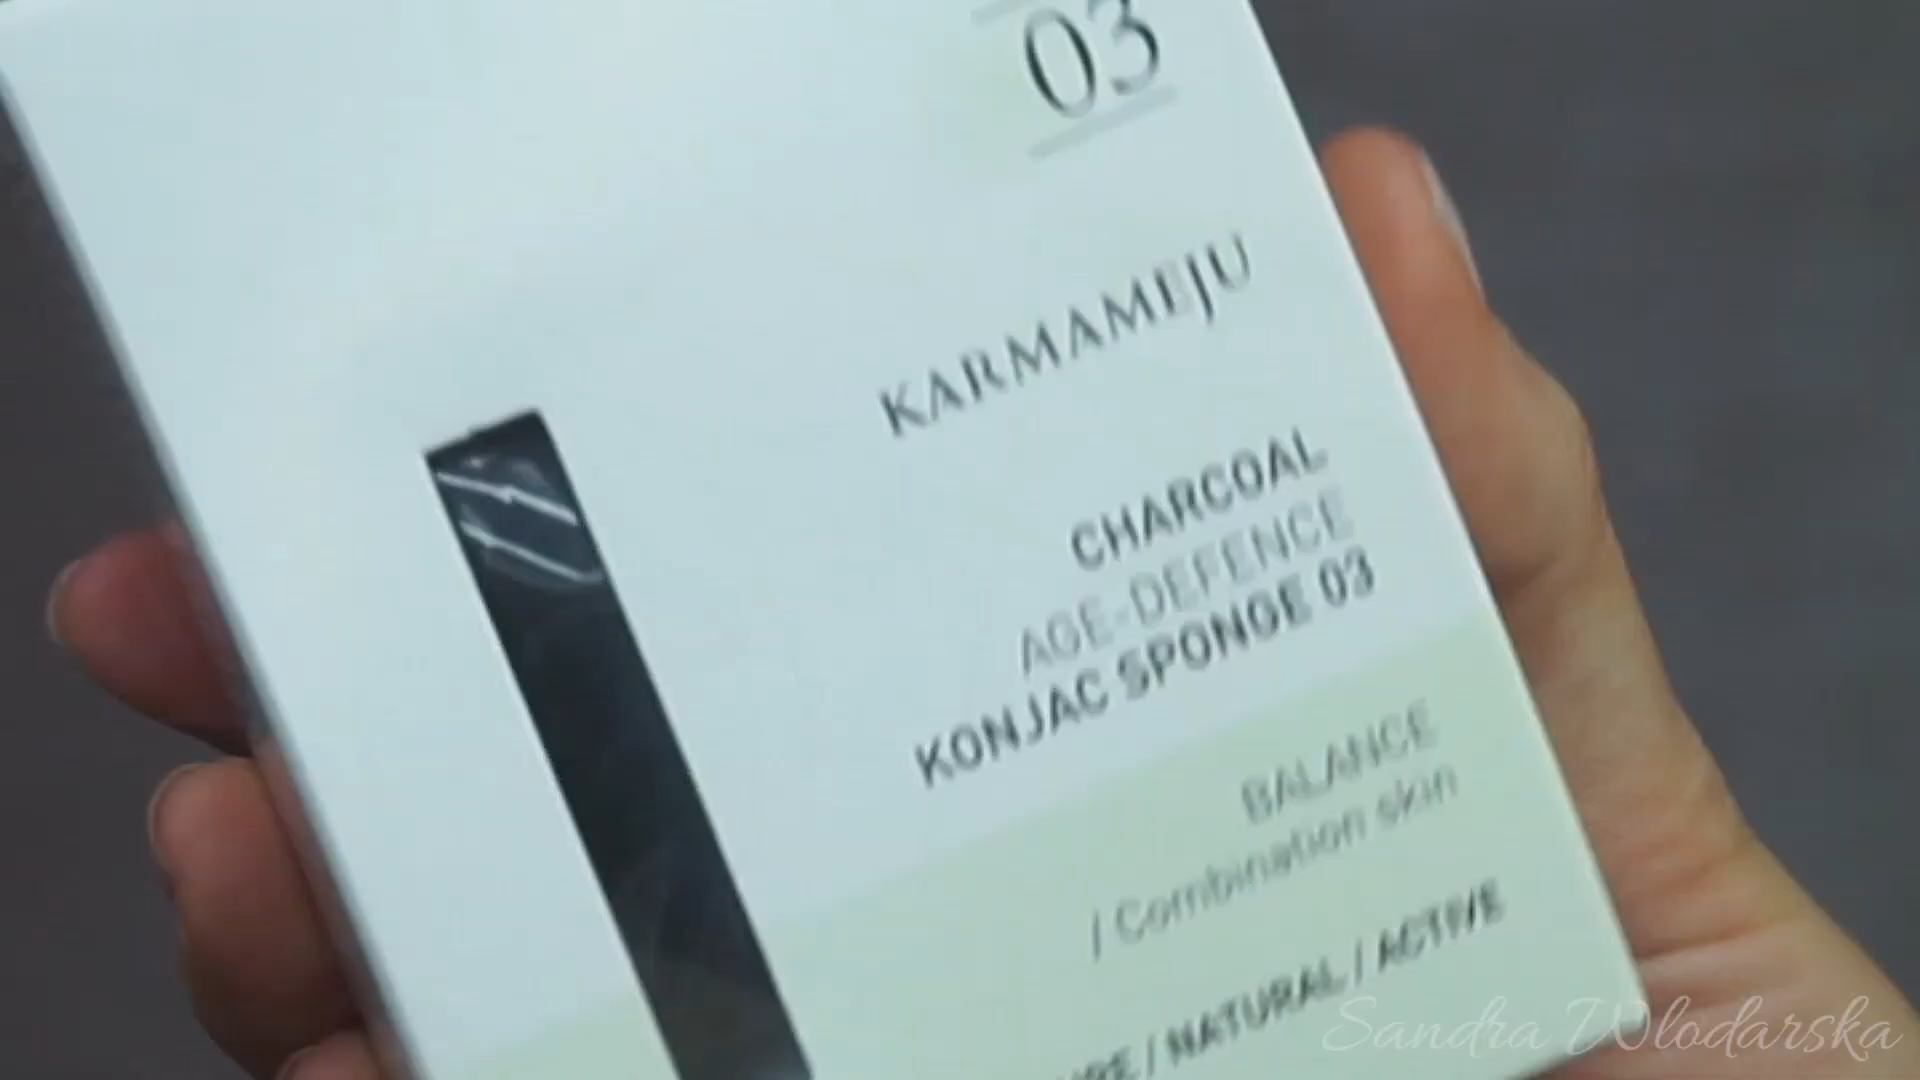 03
KARMAMEJU
CHARCOAL
AGE-DEFENCE
KONJAC SPONGE 03
BALANCE
/ Combination skin
/ NATURAL / ACTIVE
Sandra Wlodarska